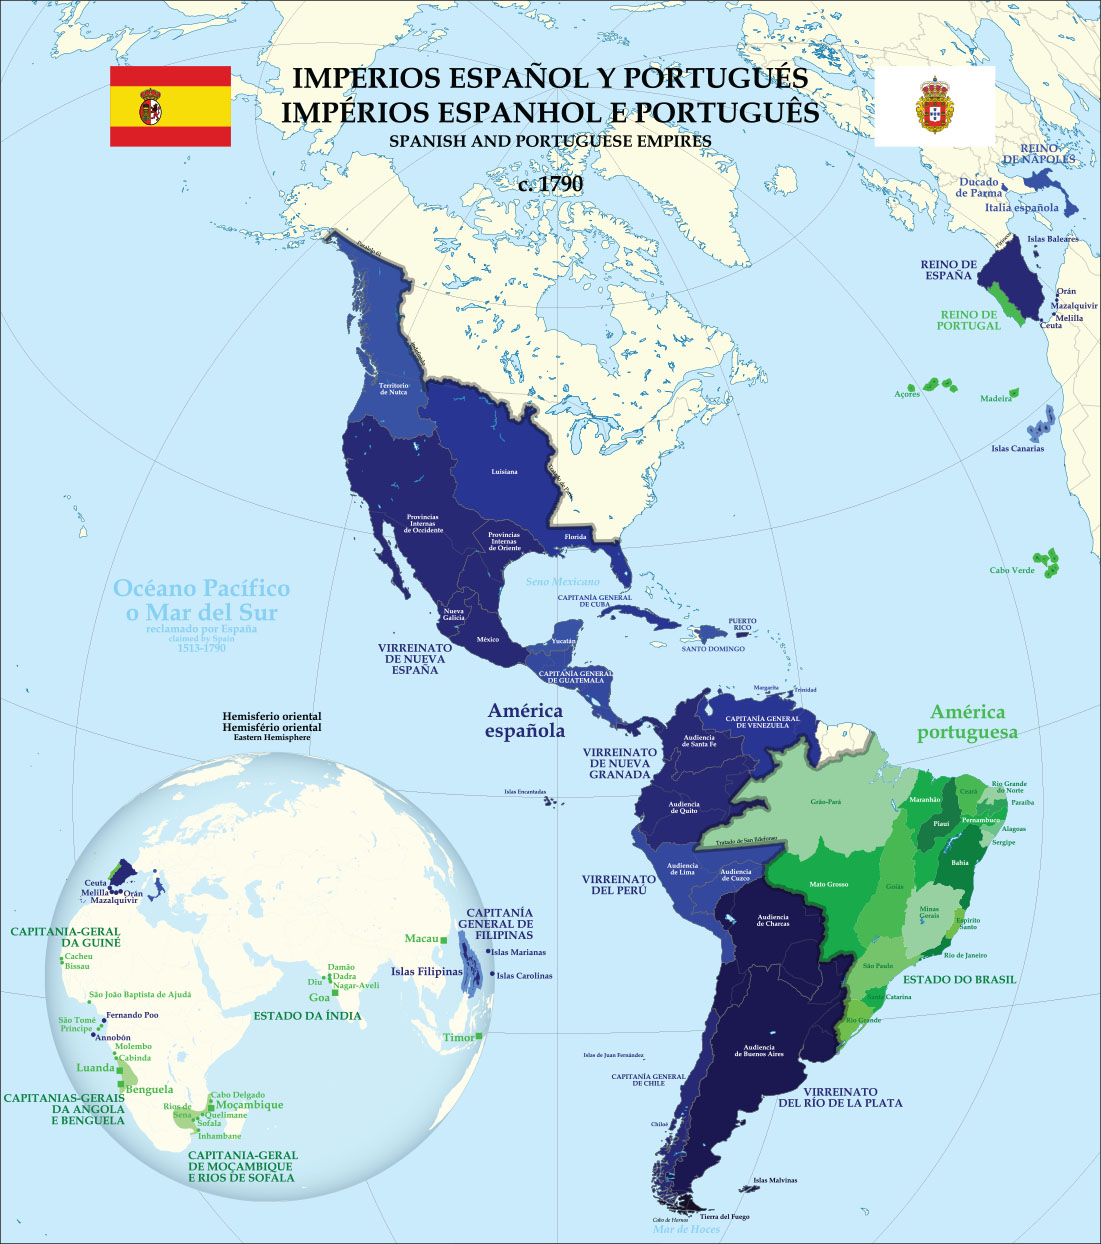 IMPERIOS ESPAÑOL Y PORTUGUÉS
IMPÉRIOS ESPANHOL E PORTUGUÊS
SPANISH AND PORTUGUESE EMPIRES
c. 1790
REINO
DE NÁPOLES
Ducado
de Parma
Italia española
Islas Baleares
REINO DE
ESPAÑA
Orán
Mazalquivir
Melilla
Ceuta
REINO DE
PORTUGAL
Açores
Madeira
Islas Canarias
Cabo Verde
Territorio
de Nutca
Luisiana
Provincias
Internas
de Occidente
Provincias
Internas
de Oriente
Florida
Océano Pacífico
o Mar del Sur
reclamado por España
claimed by Spain
1513-1790
Seno Mexicano
CAPITANÍA GENERAL
DE CUBA
Nueva
Galicia
México
Yucatán
PUERTO
RICO
SANTO DOMINGO
VIRREINATO
DE NUEVA
ESPAÑA
CAPITANÍA GENERAL
DE GUATEMALA
Margarita
Trinidad
América
española
CAPITANÍA GENERAL
DE VENEZUELA
América
portuguesa
Audiencia
de Santa Fe
VIRREINATO
DE NUEVA
GRANADA
Islas Encantadas
Audiencia
de Quito
Grão-Pará
Maranhão
Ceará
Rio Grande
do Norte
Paraíba
Piauí
Pernambuco
Alagoas
Sergipe
Tratado de San Ildefonso
Bahia
Audiencia
de Lima
Audiencia
de Cuzco
VIRREINATO
DEL PERÚ
Mato Grosso
Goiás
Minas
Gerais
Espírito
Santo
Audiencia
de Charcas
Rio de Janeiro
São Paulo
ESTADO DO BRASIL
Santa Catarina
Rio Grande
Audiencia
de Buenos Aires
Islas de Juan Fernández
CAPITANÍA GENERAL
DE CHILE
VIRREINATO
DEL RÍO DE LA PLATA
Chiloé
Islas Malvinas
Tierra del Fuego
Cabo de Hornos
Mar de Hoces
Hemisferio oriental
Hemisfério oriental
Eastern Hemisphere
Ceuta
Melilla
Orán
Mazalquivir
CAPITANIA-GERAL
DA GUINÉ
Cacheu
Bissau
São João Baptista de Ajudá
Fernando Poo
São Tomé
Príncipe
Annobón
Molembo
Cabinda
Luanda
Benguela
CAPITANIAS-GERAIS
DA ANGOLA
E BENGUELA
Rios de
Sena
Cabo Delgado
Moçambique
Quelimane
Sofala
Inhambane
CAPITANIA-GERAL
DE MOÇAMBIQUE
E RIOS DE SOFALA
Macau
CAPITANÍA
GENERAL DE
FILIPINAS
Islas Marianas
Islas Filipinas
Islas Carolinas
Damão
Dadra
Diu
Nagar-Aveli
Goa
ESTADO DA ÍNDIA
Timor